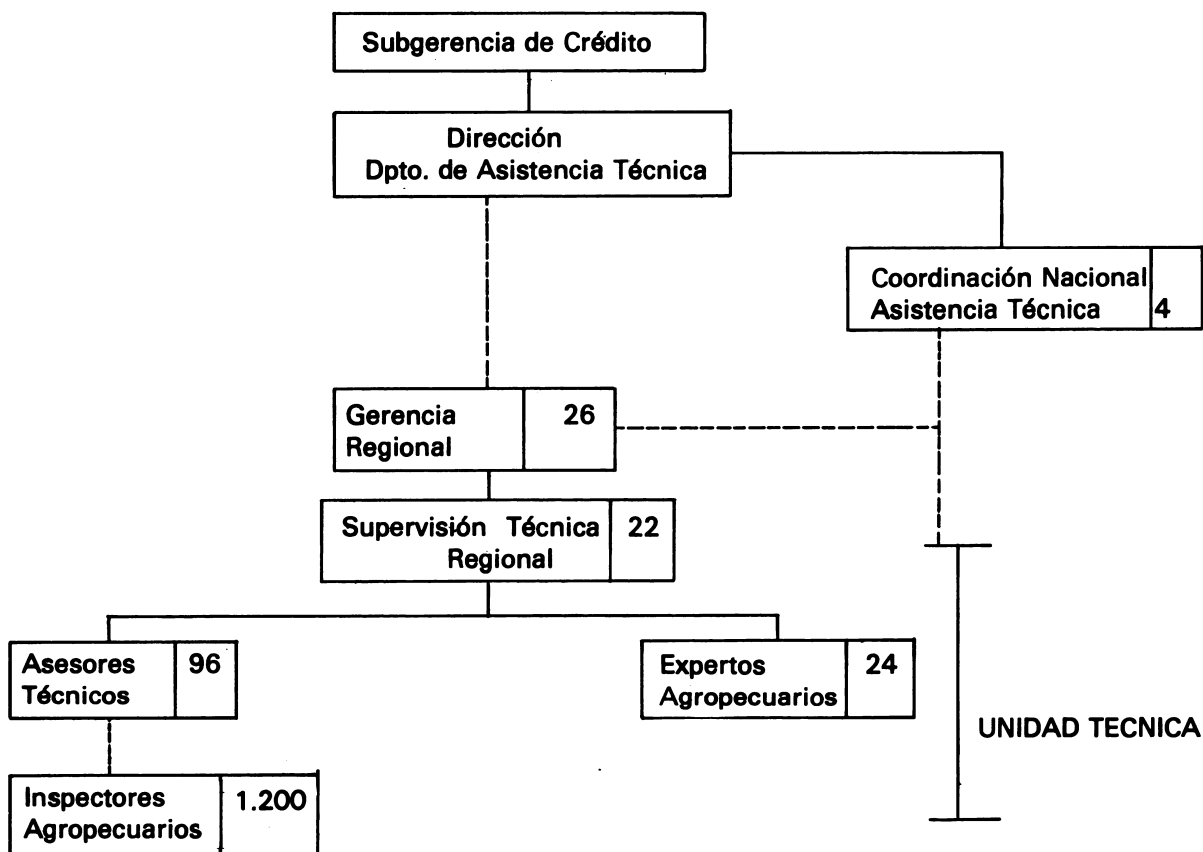 Subgerencia de Crédito
Dirección
Dpto. de Asistencia Técnica
Coordinación Nacional
Asistencia Técnica 4
Gerencia 26
Regional
Supervisión Técnica 22
Regional
Asesores 96
Técnicos
Expertos 24
Agropecuarios
UNIDAD TECNICA
Inspectores 1.200
Agropecuarios